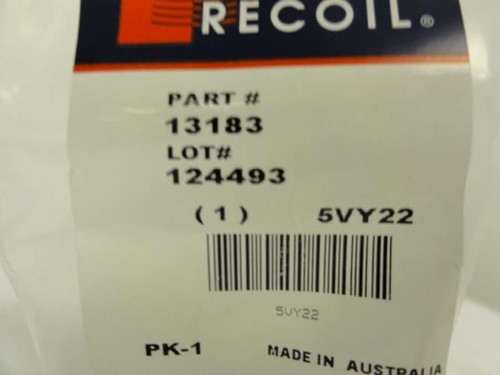 RECOIL®
PART #
13183
LOT#
124493
(1) 5VY22
5VY22
PK-1 MADE IN AUSTRALIA